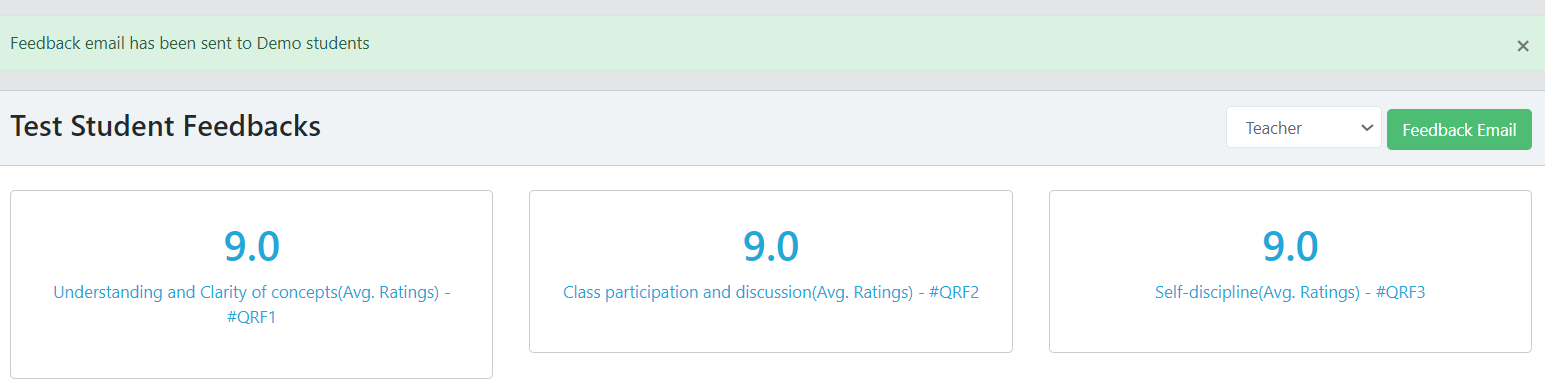 Feedback email has been sent to Demo students
×
Test Student Feedbacks
Teacher
Feedback Email
9.0
Understanding and Clarity of concepts(Avg. Ratings) -
#QRF1
9.0
Class participation and discussion(Avg. Ratings) - #QRF2
9.0
Self-discipline(Avg. Ratings) - #QRF3